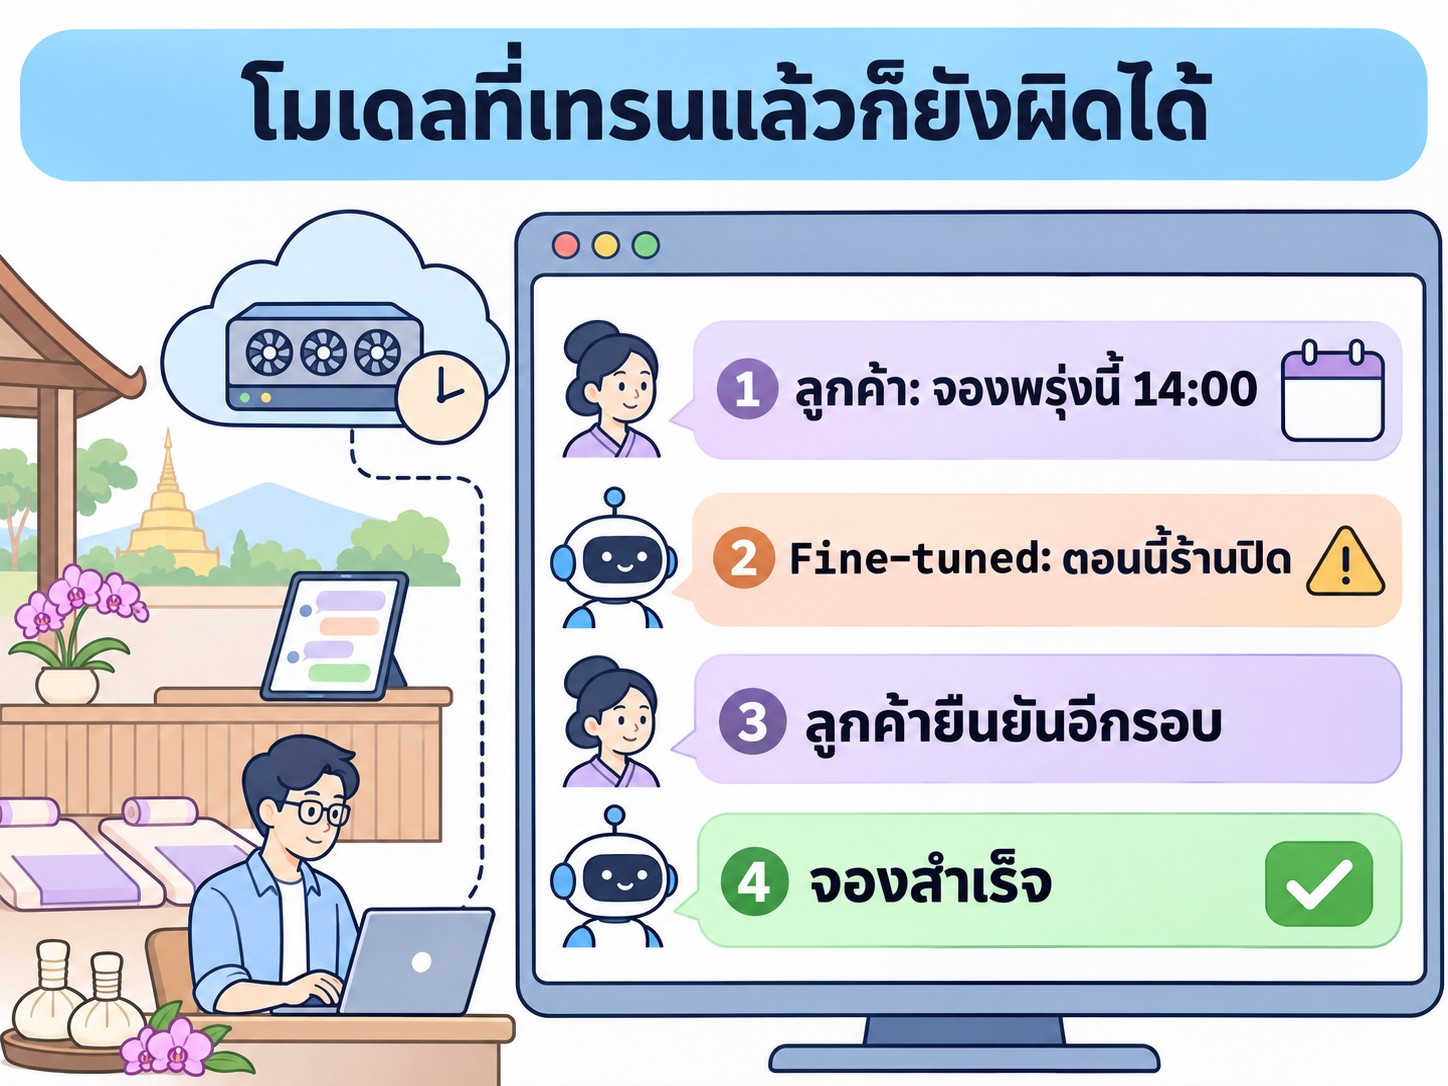 โมเดลที่เทรนแล้วก็ยังผิดได้
1 ลูกค้า: จองพรุ่งนี้ 14:00
2 Fine-tuned: ตอนนี้ร้านปิด
3 ลูกค้ายืนยันอีกรอบ
4 จองสำเร็จ